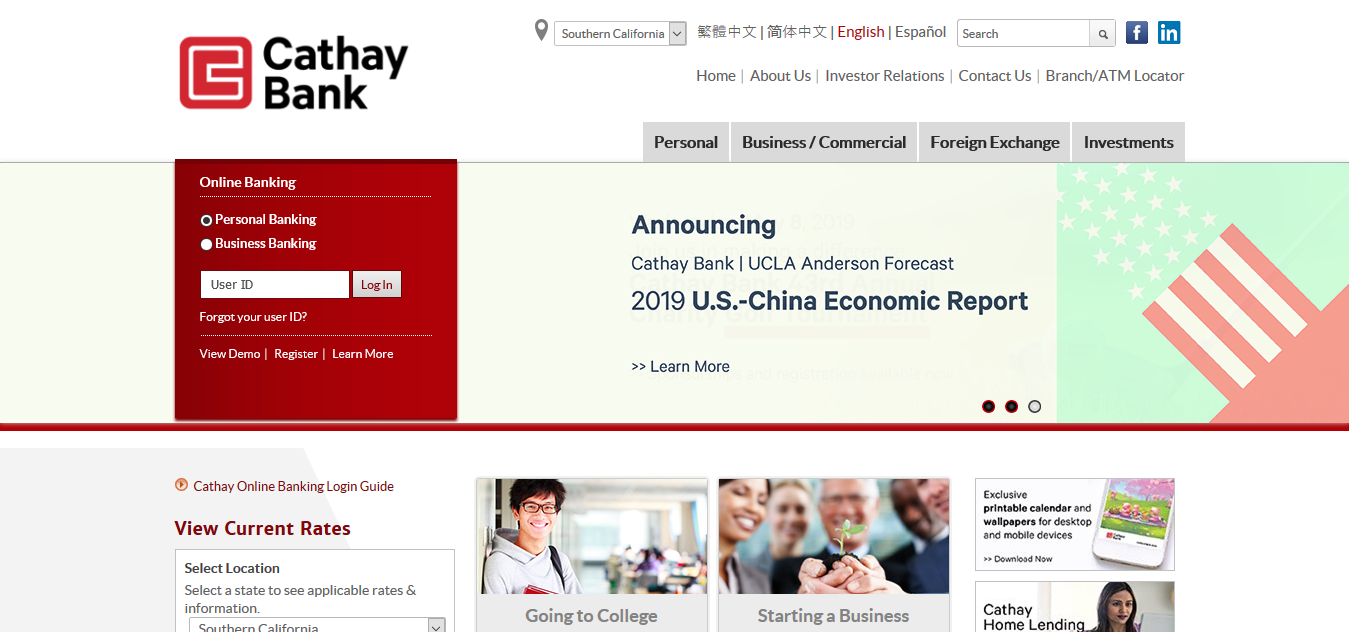 Cathay
Bank
Southern California
繁體中文 | 简体中文 | English | Español
Search
Home | About Us | Investor Relations | Contact Us | Branch/ATM Locator
Personal
Business / Commercial
Foreign Exchange
Investments
Online Banking
Personal Banking
Business Banking
User ID
Log In
Forgot your user ID?
View Demo | Register | Learn More
Announcing
Cathay Bank | UCLA Anderson Forecast
2019 U.S.-China Economic Report
>> Learn More
Cathay Online Banking Login Guide
View Current Rates
Select Location
Select a state to see applicable rates &
information.
Southern California
Going to College
Starting a Business
Exclusive
printable calendar and
wallpapers for desktop
and mobile devices
>> Download Now
Cathay
Home Lending